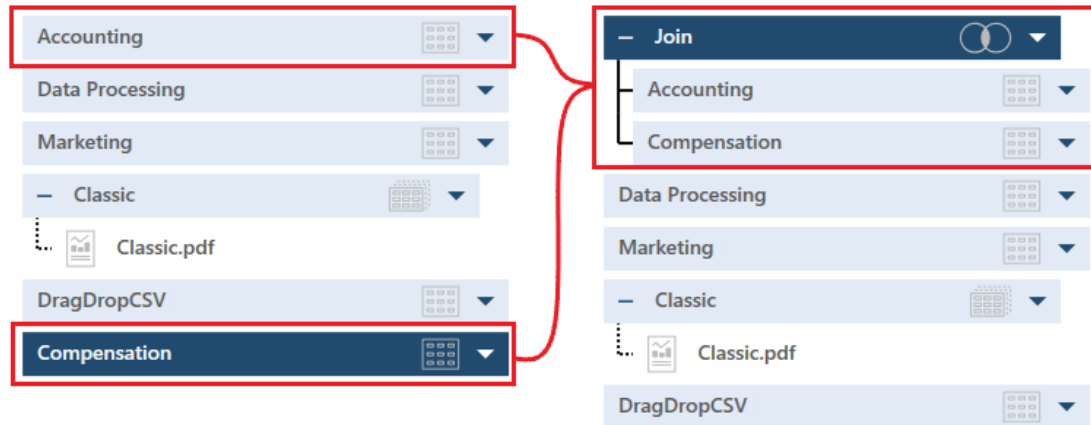 Accounting
Data Processing
Marketing
Classic
Classic.pdf
DragDropCSV
Compensation
Join
Accounting
Compensation
Data Processing
Marketing
Classic
Classic.pdf
DragDropCSV